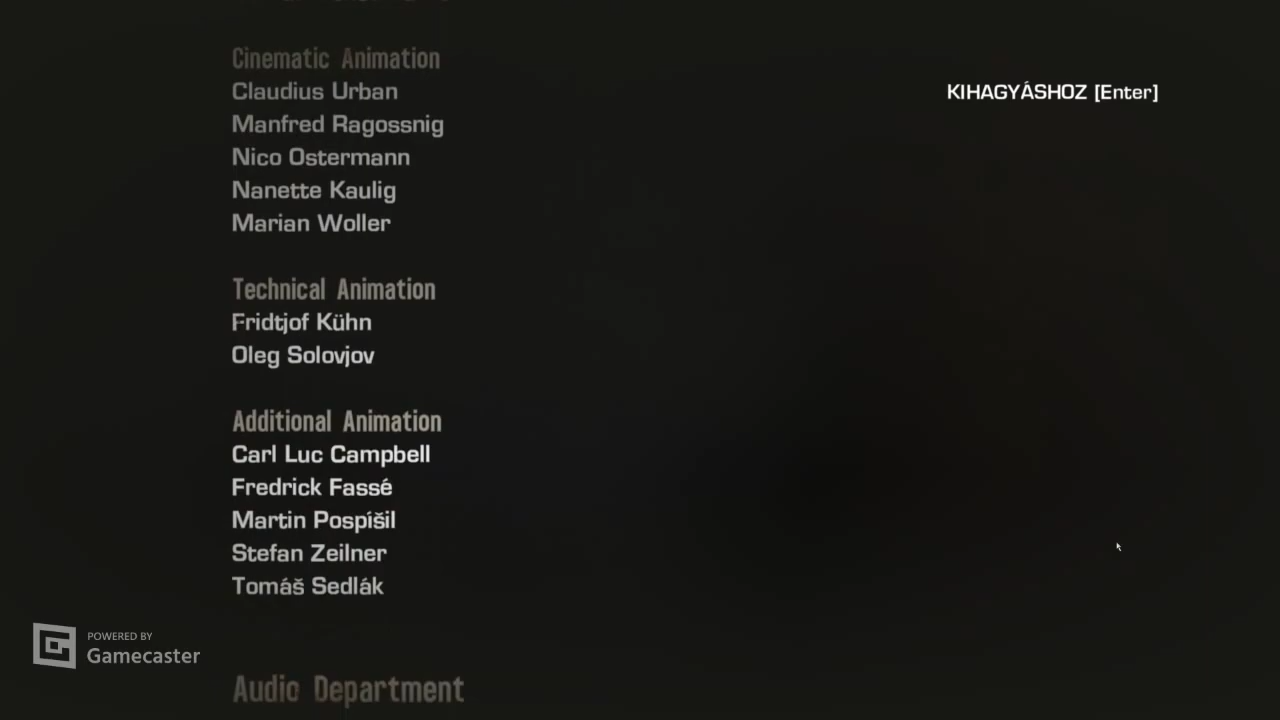 Cinematic Animation
Claudius Urban
Manfred Ragossnig
Nico Ostermann
Nanette Kaulig
Marian Woller
KIHAGYÁSHOZ [Enter]
Technical Animation
Fridtjof Kühn
Oleg Solovjov
Additional Animation
Carl Luc Campbell
Fredrick Fassé
Martin Pospíšil
Stefan Zeilner
Tomáš Sedlák
POWERED BY
Gamecaster
Audio Department